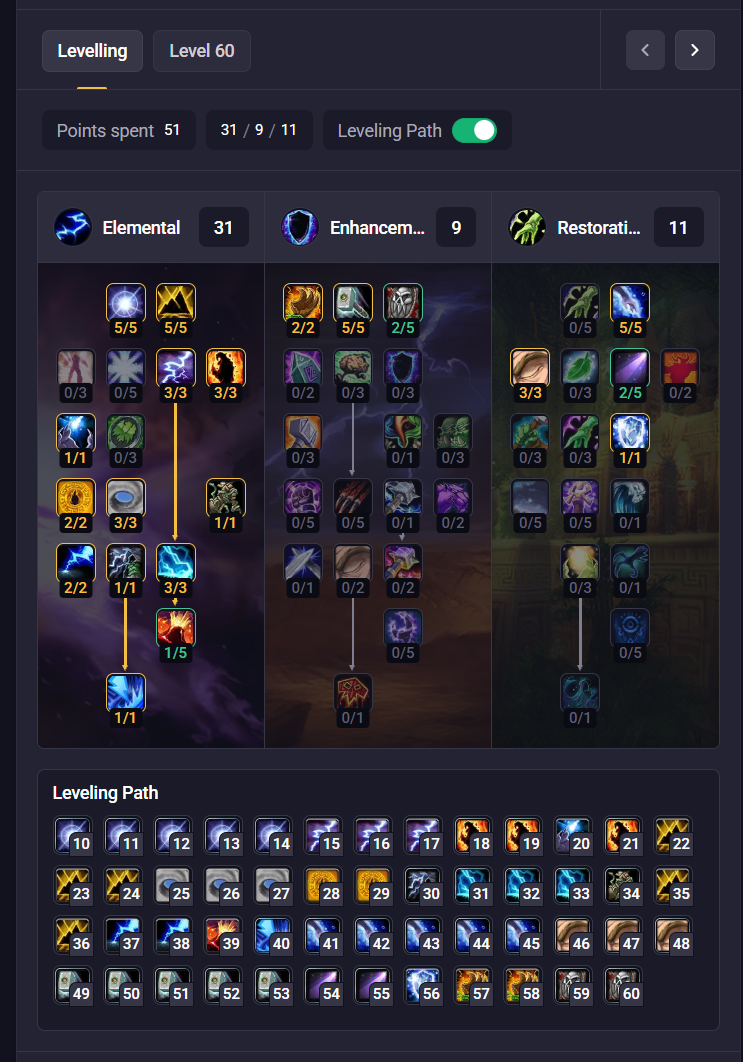 Levelling Level 60
Points spent 51 31 / 9 / 11 Leveling Path
Elemental 31 Enhancem... 9 Restorati... 11
5/5 5/5 2/2 5/5 2/5 0/5 5/5
0/3 0/5 3/3 3/3 0/2 0/3 0/3 3/3 0/3 2/5 0/2
1/1 0/3 0/3 0/1 0/3 0/3 0/3 1/1
2/2 3/3 1/1 0/5 0/5 0/1 0/2 0/5 0/5 0/1
2/2 1/1 3/3 0/1 0/2 0/2 0/3 0/1
1/5 0/5 0/5
1/1 0/1 0/1
Leveling Path
10 11 12 13 14 15 16 17 18 19 20 21 22
23 24 25 26 27 28 29 30 31 32 33 34 35
36 37 38 39 40 41 42 43 44 45 46 47 48
49 50 51 52 53 54 55 56 57 58 59 60